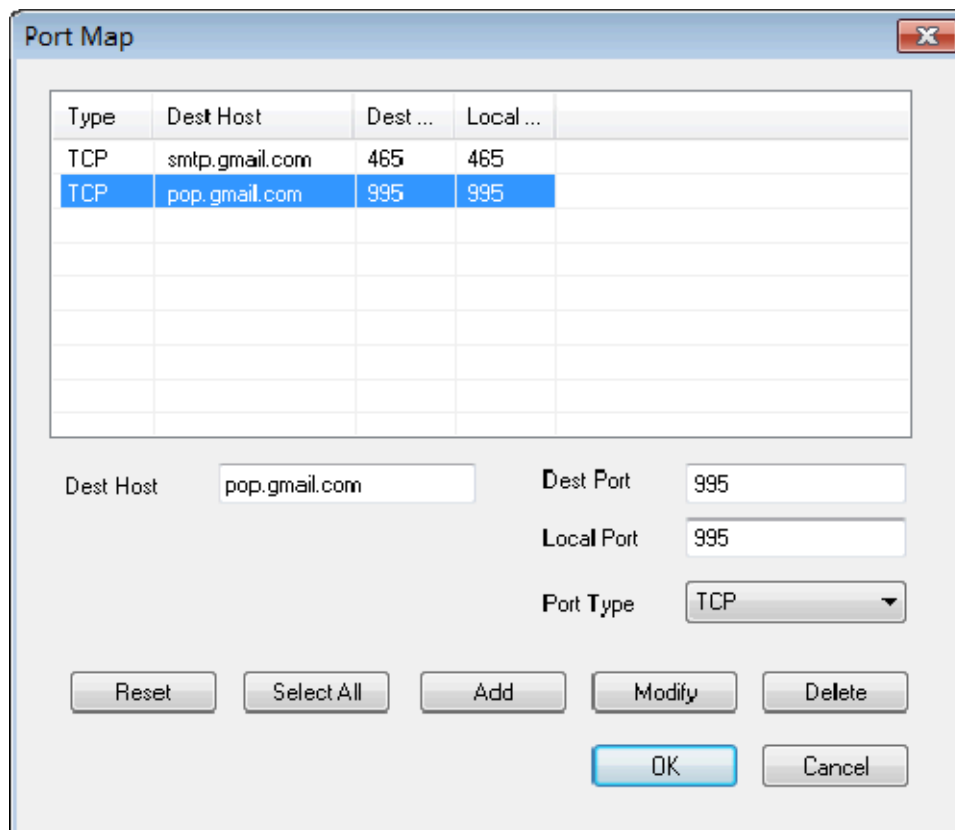 Port Map
Type Dest Host Dest ... Local ...
TCP smtp.gmail.com 465 465
TCP pop.gmail.com 995 995
Dest Host pop.gmail.com Dest Port 995
Local Port 995
Port Type TCP
Reset Select All Add Modify Delete
OK Cancel